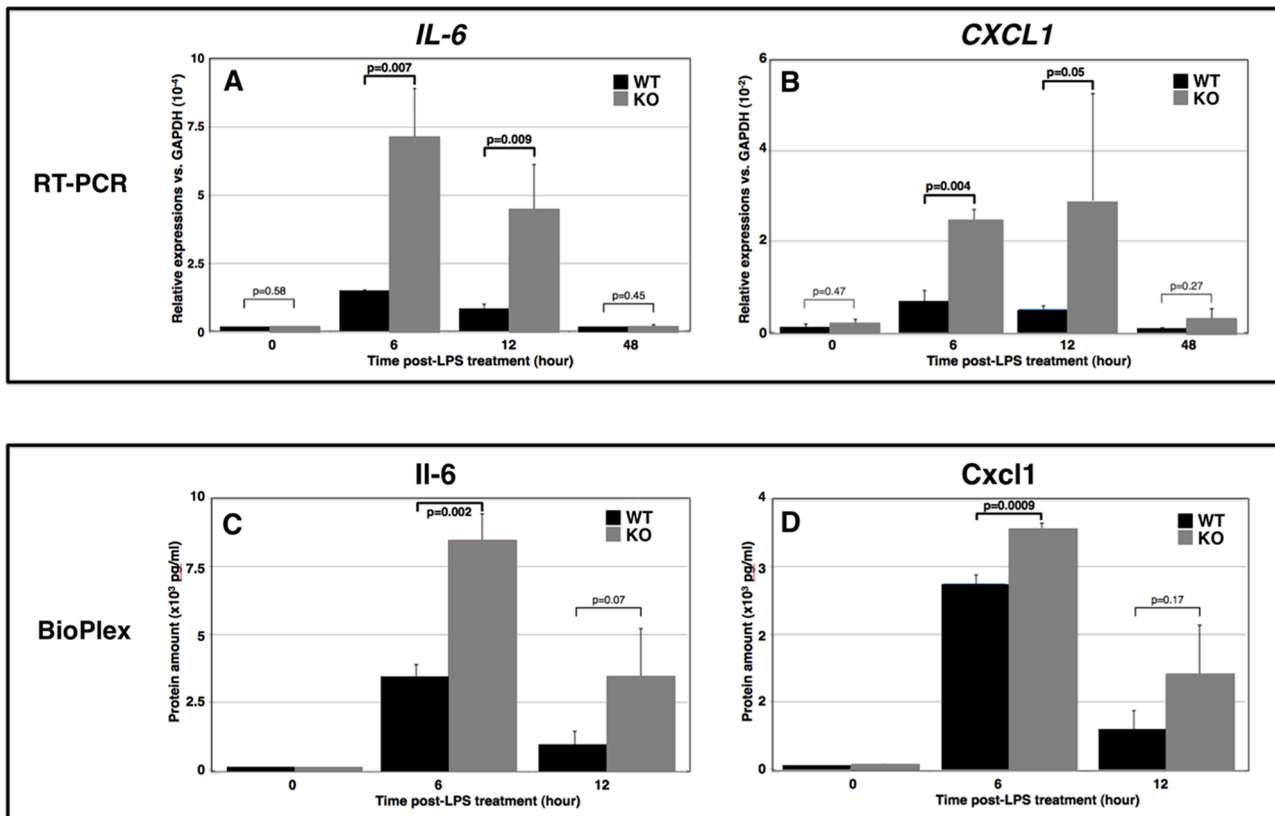 IL-6
CXCL1
RT-PCR
A
WT
KO
Relative expressions vs. GAPDH (10⁻⁴)
10
7.5
5
2.5
0
p=0.58
p=0.007
p=0.009
p=0.45
0
6
12
48
Time post-LPS treatment (hour)
B
WT
KO
Relative expressions vs. GAPDH (10⁻²)
6
4
2
0
p=0.47
p=0.004
p=0.05
p=0.27
0
6
12
48
Time post-LPS treatment (hour)
Il-6
Cxcl1
BioPlex
C
WT
KO
Protein amount (x10³ pg/ml)
10
7.5
5
2.5
0
p=0.002
p=0.07
0
6
12
Time post-LPS treatment (hour)
D
WT
KO
Protein amount (x10³ pg/ml)
4
3
2
2
0
p=0.0009
p=0.17
0
6
12
Time post-LPS treatment (hour)